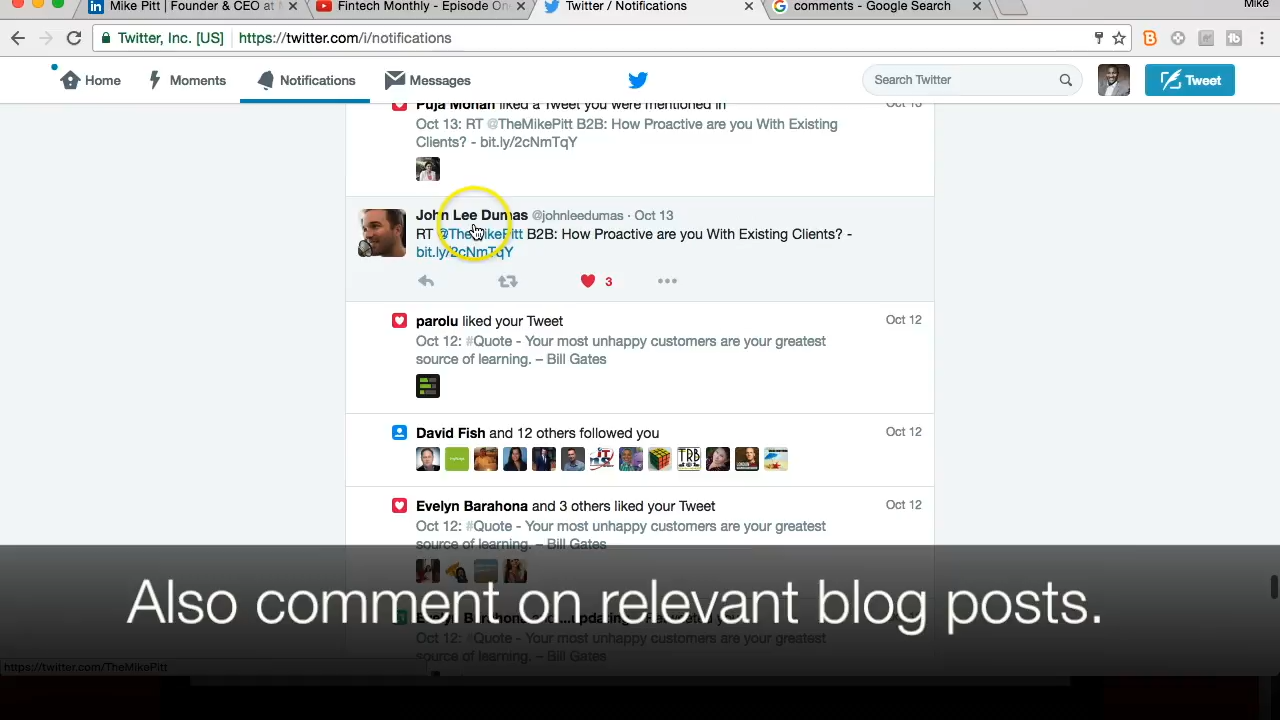 Mike Pitt | Founder & CEO at
Fintech Monthly - Episode On
Twitter / Notifications
comments - Google Search
Mike
Twitter, Inc. [US]
https://twitter.com/i/notifications
Home
Moments
Notifications
Messages
Search Twitter
Tweet
Puja Mohan liked a Tweet you were mentioned in
Oct 13
Oct 13: RT @TheMikePitt B2B: How Proactive are you With Existing
Clients? - bit.ly/2cNmTqY
John Lee Dumas @johnleedumas · Oct 13
RT @TheMikePitt B2B: How Proactive are you With Existing Clients? -
bit.ly/2cNmTqY
3
parolu liked your Tweet
Oct 12
Oct 12: #Quote - Your most unhappy customers are your greatest
source of learning. – Bill Gates
David Fish and 12 others followed you
Oct 12
TRB
Evelyn Barahona and 3 others liked your Tweet
Oct 12
Oct 12: #Quote - Your most unhappy customers are your greatest
source of learning. – Bill Gates
Also comment on relevant blog posts.
Oct 12: #Quote - Your most unhappy customers are your greatest
source of learning. – Bill Gates
https://twitter.com/TheMikePitt